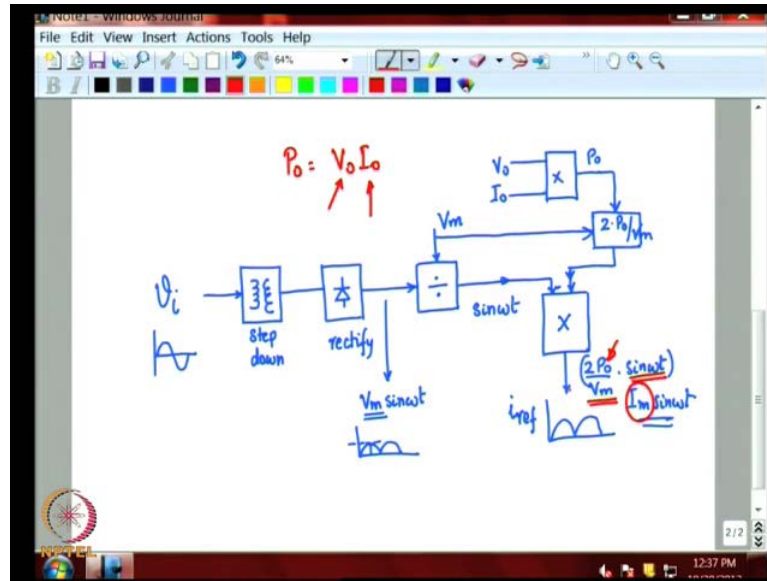 Note1 - Windows Journal
File Edit View Insert Actions Tools Help
64%
B I
P₀ = V₀ I₀
V₀
I₀
x
P₀
Vm
2·P₀/Vm
ϑi
step down
rectify
÷
sinωt
X
Vm sinωt
(2P₀/Vm · sinωt)
Im sinωt
iref
NPTEL
2/2
12:37 PM